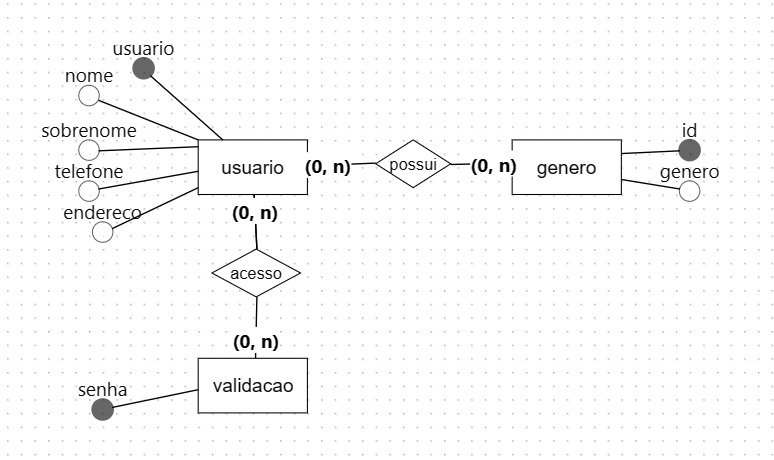 usuario
nome
sobrenome
telefone
endereco
usuario
(0, n)
possui
(0, n)
genero
id
genero
(0, n)
acesso
(0, n)
validacao
senha